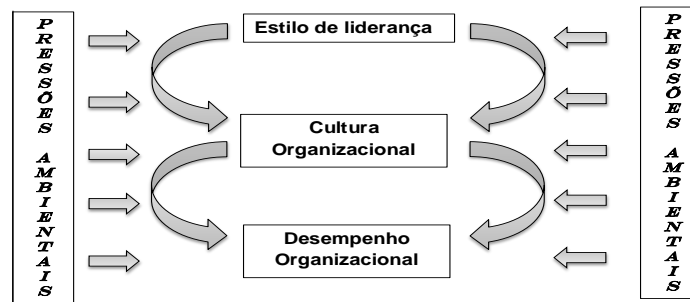 PRESSÕES AMBIENTAIS
Estilo de liderança
Cultura
Organizacional
Desempenho
Organizacional
PRESSÕES AMBIENTAIS